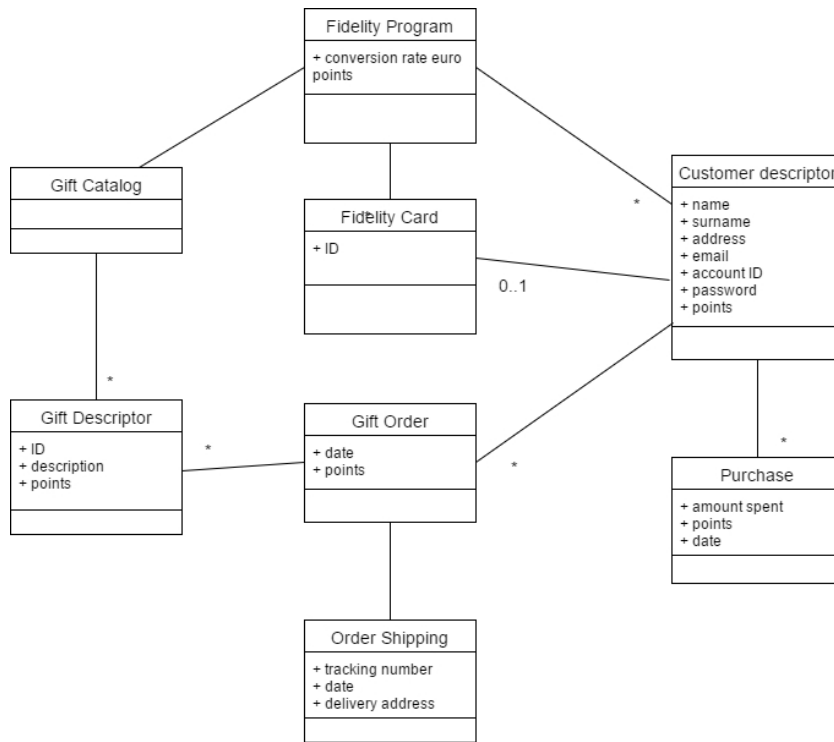 Fidelity Program
+ conversion rate euro
points
Gift Catalog
Fidelity Card
+ ID
Customer descriptor
+ name
+ surname
+ address
+ email
+ account ID
+ password
+ points
*
0..1
*
Gift Descriptor
+ ID
+ description
+ points
*
Gift Order
+ date
+ points
*
*
Purchase
+ amount spent
+ points
+ date
Order Shipping
+ tracking number
+ date
+ delivery address